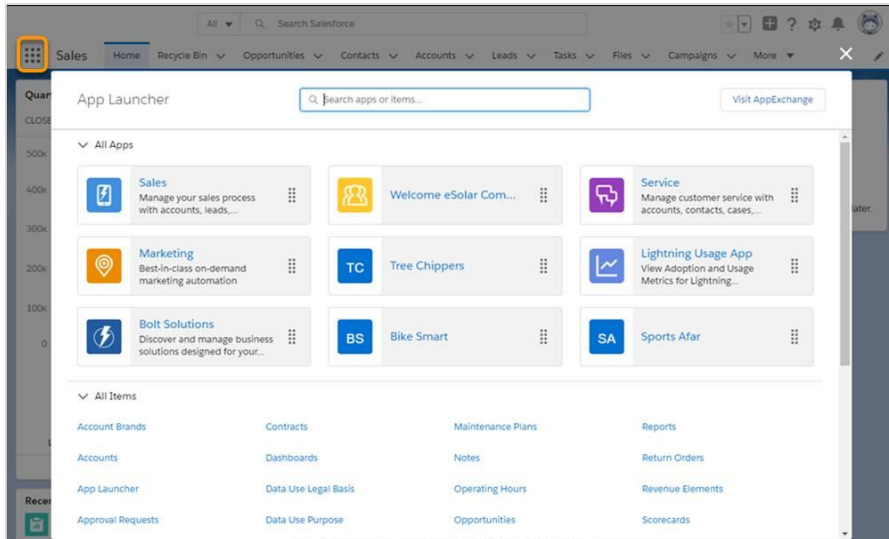 All
Search Salesforce
Sales Home Recycle Bin Opportunities Contacts Accounts Leads Tasks Files Campaigns More
Quar
CLOSE
500K
400K
300K
200K
100K
0
L
Recer
later.
App Launcher
Search apps or items...
Visit AppExchange
All Apps
Sales
Manage your sales process
with accounts, leads,...
Welcome eSolar Com...
Service
Manage customer service with
accounts, contacts, cases,...
Marketing
Best-in-class on-demand
marketing automation
TC
Tree Chippers
Lightning Usage App
View Adoption and Usage
Metrics for Lightning...
Bolt Solutions
Discover and manage business
solutions designed for your...
BS
Bike Smart
SA
Sports Afar
All Items
Account Brands Contracts Maintenance Plans Reports
Accounts Dashboards Notes Return Orders
App Launcher Data Use Legal Basis Operating Hours Revenue Elements
Approval Requests Data Use Purpose Opportunities Scorecards